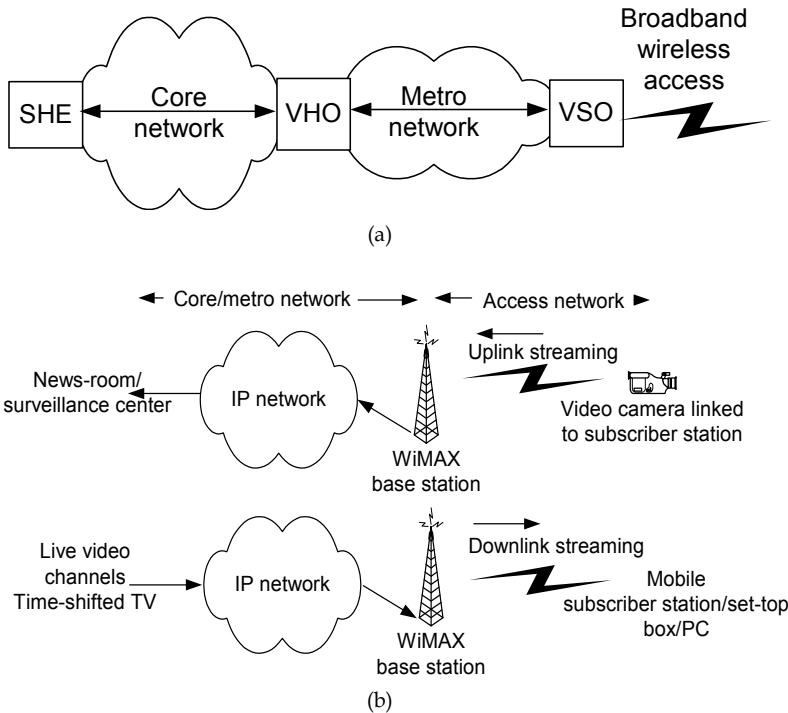 Broadband
wireless
access
SHE
Core
network
VHO
Metro
network
VSO
(a)
Core/metro network
Access network
Uplink streaming
News-room/
surveillance center
IP network
Video camera linked
to subscriber station
WiMAX
base station
Live video
channels
Time-shifted TV
IP network
Downlink streaming
Mobile
subscriber station/set-top
box/PC
WiMAX
base station
(b)